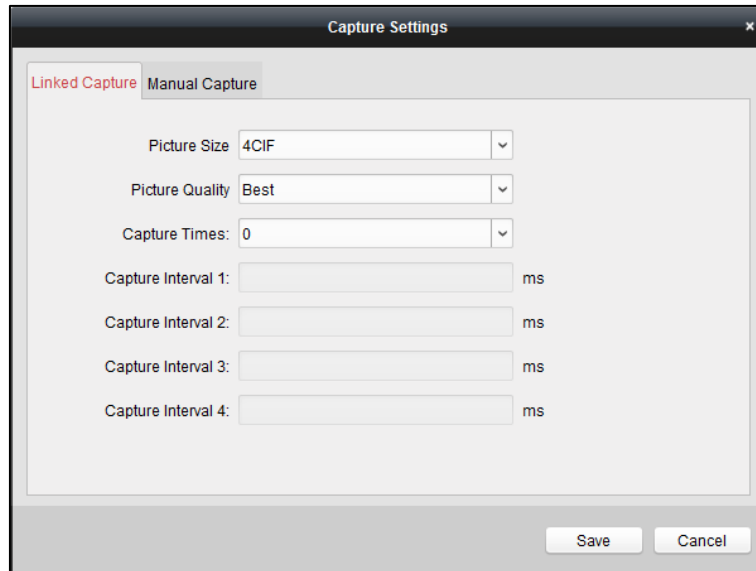 Capture Settings ×
Linked Capture Manual Capture
Picture Size 4CIF
Picture Quality Best
Capture Times: 0
Capture Interval 1: ms
Capture Interval 2: ms
Capture Interval 3: ms
Capture Interval 4: ms
Save Cancel